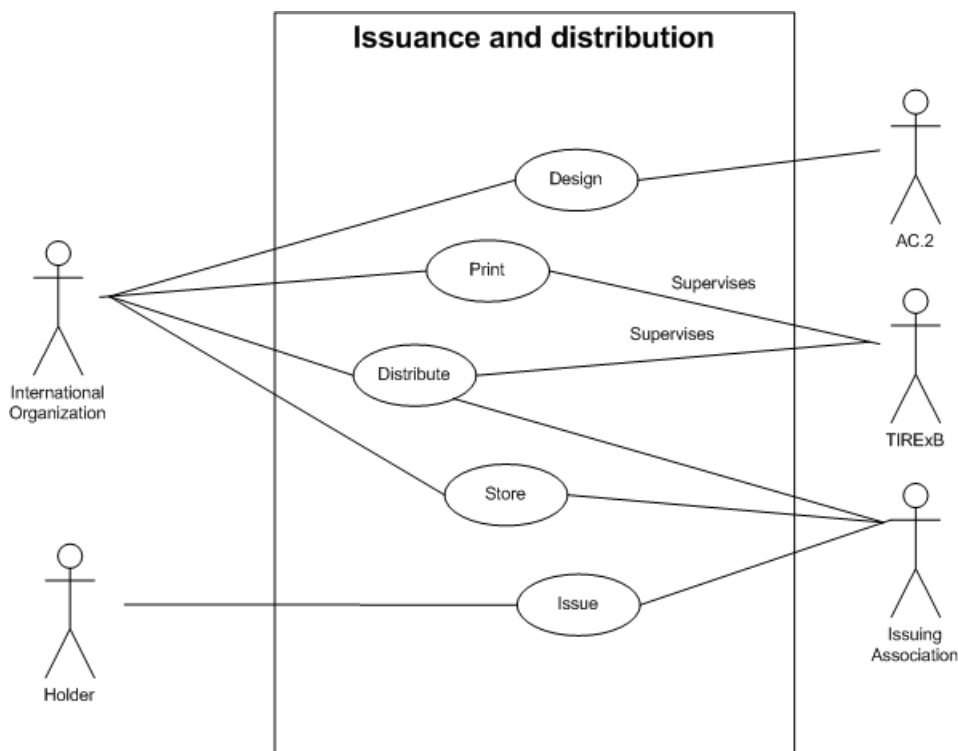 Issuance and distribution
Design
AC.2
Print
Supervises
International
Organization
Supervises
Distribute
TIRExB
Store
Holder
Issue
Issuing
Association